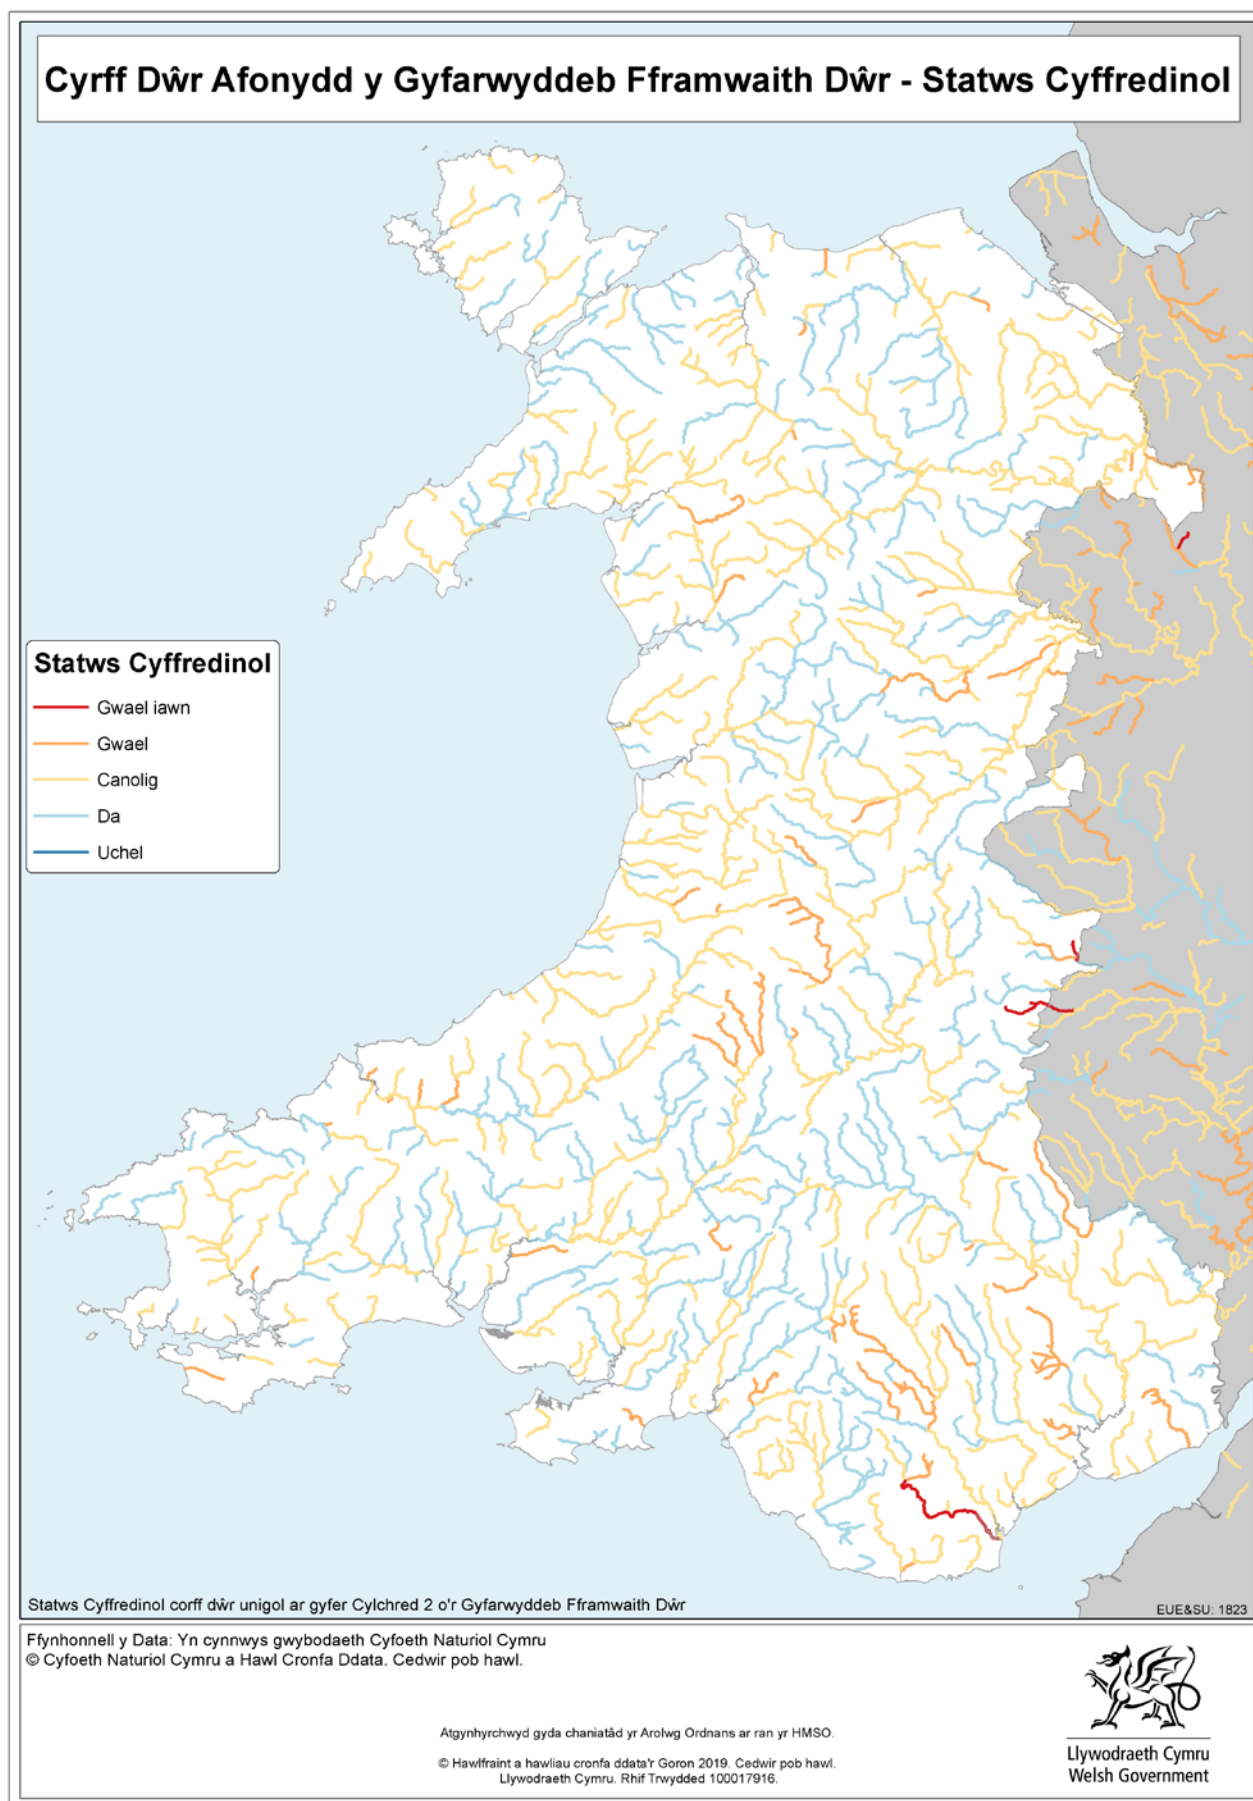 Cyrff Dŵr Afonydd y Gyfarwyddeb Fframwaith Dŵr - Statws Cyffredinol
Statws Cyffredinol
Gwael iawn
Gwael
Canolig
Da
Uchel
Statws Cyffredinol corff dŵr unigol ar gyfer Cylchred 2 o'r Gyfarwyddeb Fframwaith Dŵr
EUE&SU: 1823
Ffynhonnell y Data: Yn cynnwys gwybodaeth Cyfoeth Naturiol Cymru
© Cyfoeth Naturiol Cymru a Hawl Cronfa Ddata. Cedwir pob hawl.
Atgynhyrchwyd gyda chaniatâd yr Arolwg Ordnans ar ran yr HMSO.
© Hawlfraint a hawliau cronfa ddata'r Goron 2019. Cedwir pob hawl.
Llywodraeth Cymru. Rhif Trwydded 100017916.
Llywodraeth Cymru
Welsh Government